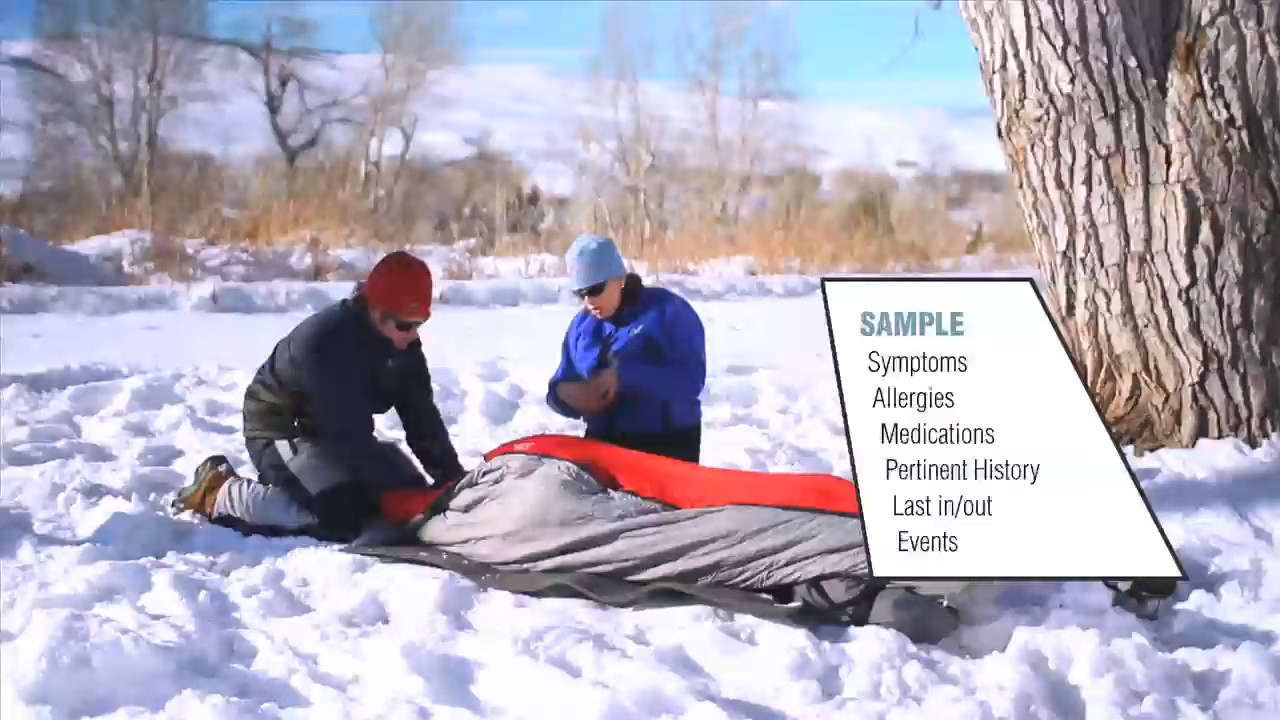 SAMPLE
Symptoms
Allergies
Medications
Pertinent History
Last in/out
Events